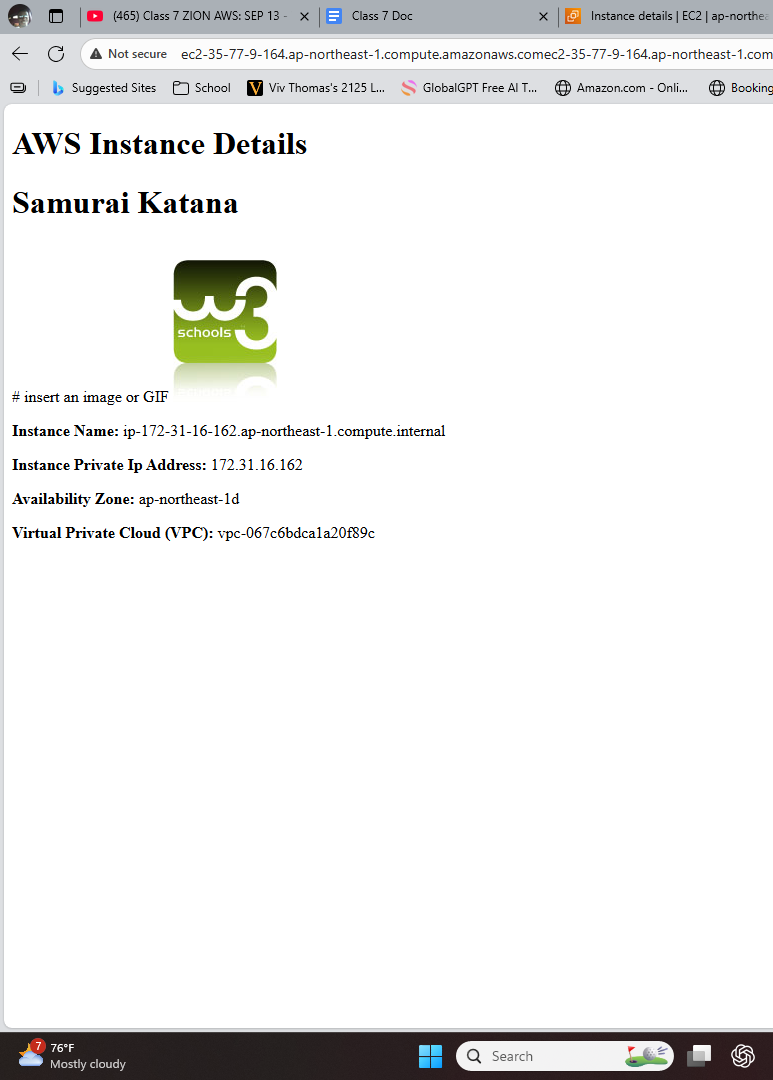 (465) Class 7 ZION AWS: SEP 13 -
Class 7 Doc
Instance details | EC2 | ap-northea
Not secure
ec2-35-77-9-164.ap-northeast-1.compute.amazonaws.comec2-35-77-9-164.ap-northeast-1.com
Suggested Sites
School
V
Viv Thomas's 2125 L...
GlobalGPT Free AI T...
Amazon.com - Onli...
Booking
AWS Instance Details
Samurai Katana
w3
schools
# insert an image or GIF
Instance Name: ip-172-31-16-162.ap-northeast-1.compute.internal
Instance Private Ip Address: 172.31.16.162
Availability Zone: ap-northeast-1d
Virtual Private Cloud (VPC): vpc-067c6bdca1a20f89c
7
76°F
Mostly cloudy
Search